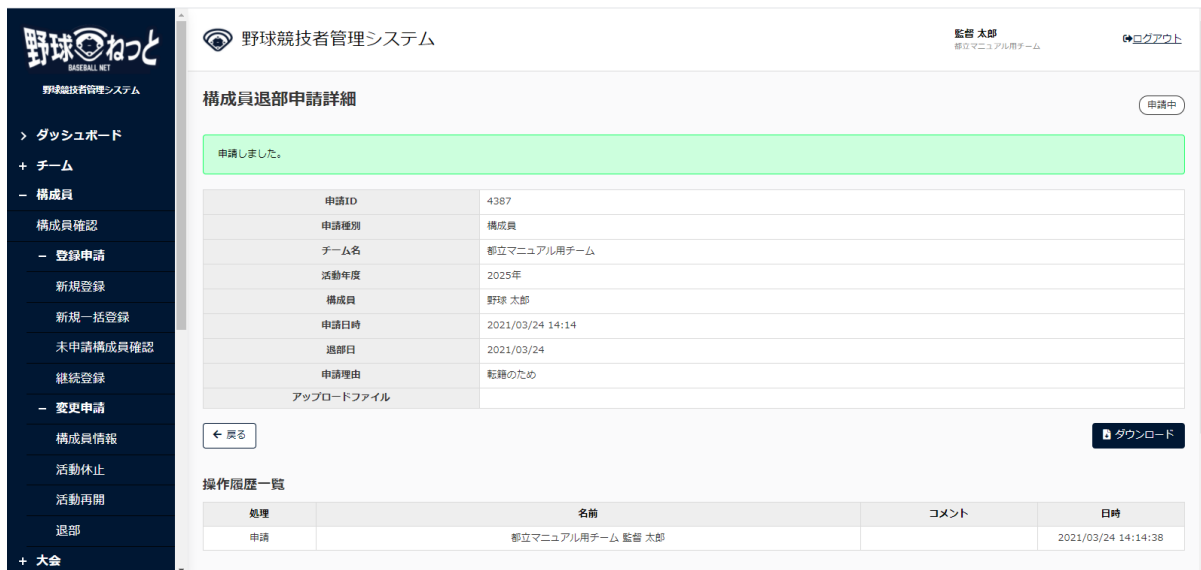 野球ねっと
BASEBALL NET
野球競技者管理システム
> ダッシュボード
+ チーム
− 構成員
構成員確認
− 登録申請
新規登録
新規一括登録
未申請構成員確認
継続登録
− 変更申請
構成員情報
活動休止
活動再開
退部
+ 大会
野球競技者管理システム
監督 太郎
都立マニュアル用チーム
ログアウト
構成員退部申請詳細
申請中
申請しました。
申請ID 4387
申請種別 構成員
チーム名 都立マニュアル用チーム
活動年度 2025年
構成員 野球 太郎
申請日時 2021/03/24 14:14
退部日 2021/03/24
申請理由 転籍のため
アップロードファイル
← 戻る
ダウンロード
操作履歴一覧
処理 名前 コメント 日時
申請 都立マニュアル用チーム 監督 太郎 2021/03/24 14:14:38